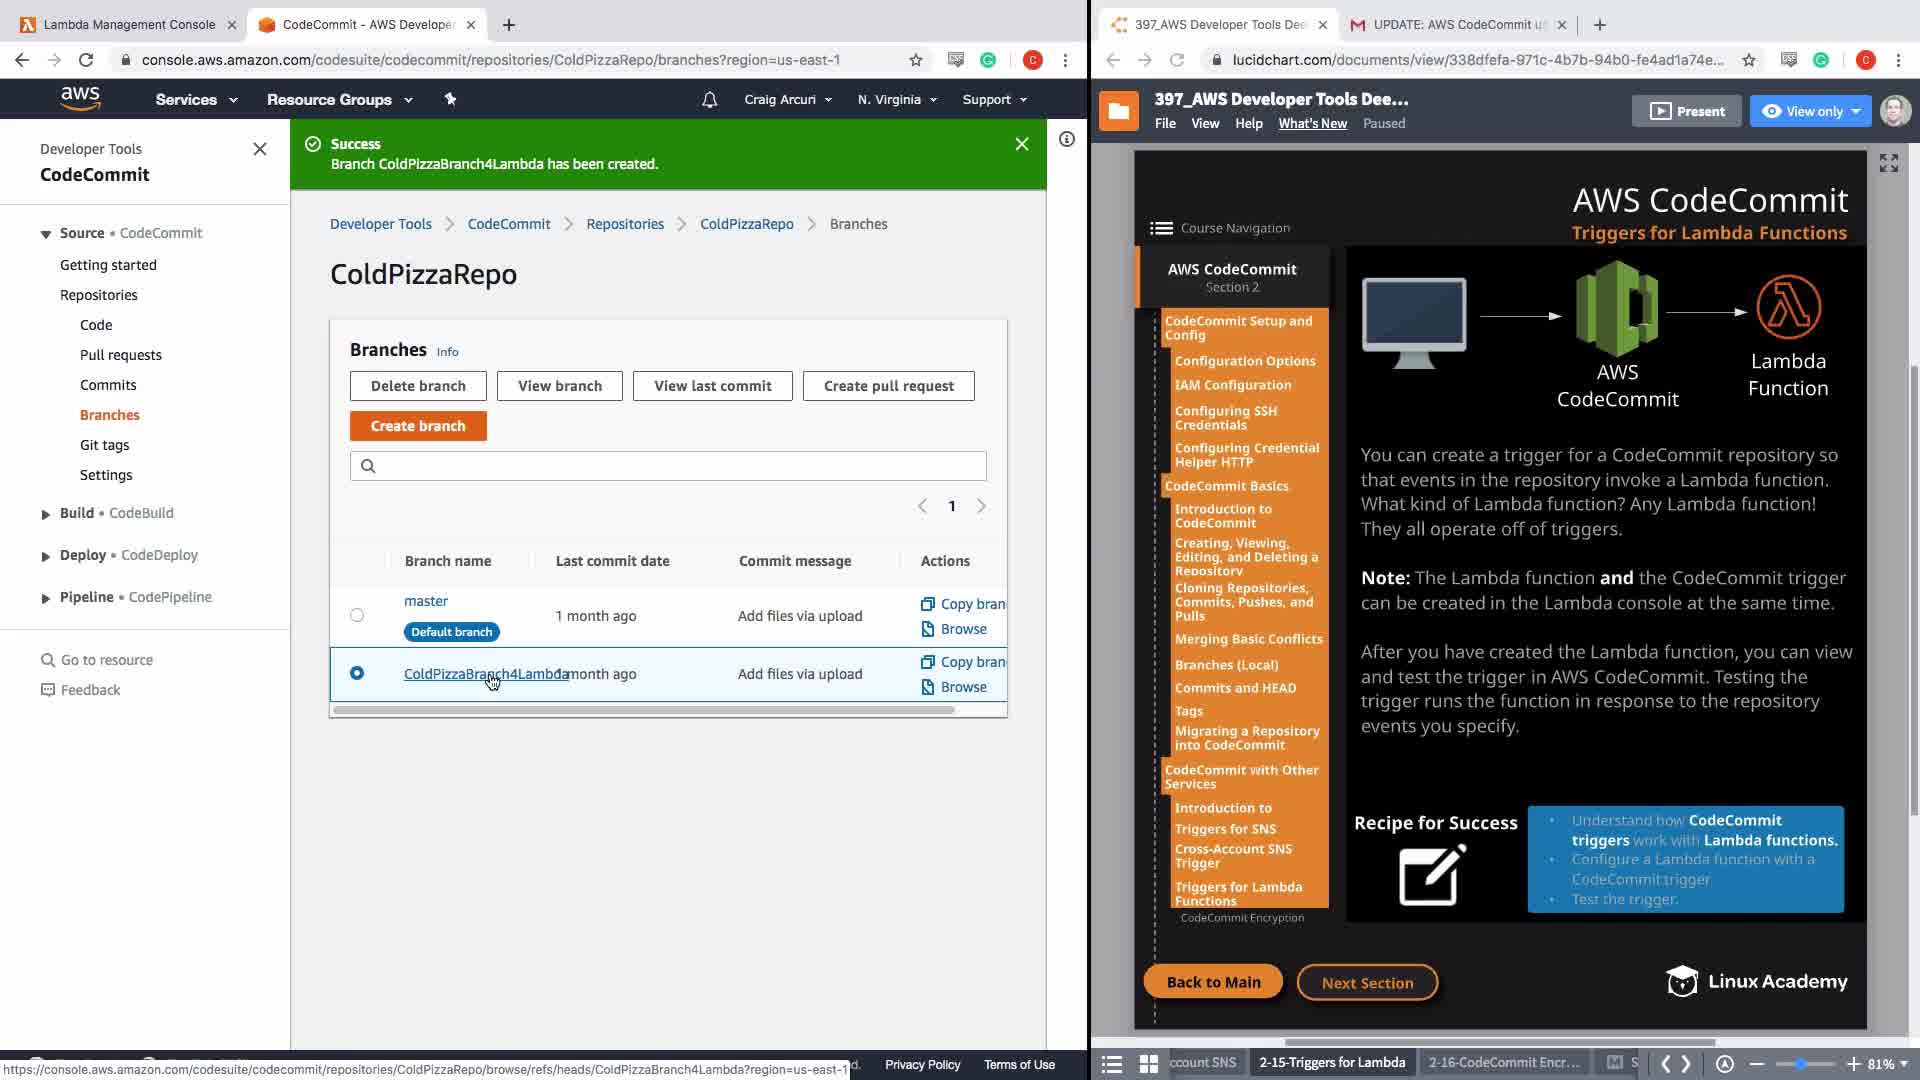 Lambda Management Console
CodeCommit - AWS Developer
console.aws.amazon.com/codesuite/codecommit/repositories/ColdPizzaRepo/branches?region=us-east-1
C
aws
Services
Resource Groups
Craig Arcuri
N. Virginia
Support
Developer Tools
CodeCommit
Source • CodeCommit
Getting started
Repositories
Code
Pull requests
Commits
Branches
Git tags
Settings
Build • CodeBuild
Deploy • CodeDeploy
Pipeline • CodePipeline
Go to resource
Feedback
Success
Branch ColdPizzaBranch4Lambda has been created.
Developer Tools
CodeCommit
Repositories
ColdPizzaRepo
Branches
ColdPizzaRepo
Branches Info
Delete branch
View branch
View last commit
Create pull request
Create branch
1
Branch name
Last commit date
Commit message
Actions
master
Default branch
1 month ago
Add files via upload
Copy bran
Browse
ColdPizzaBranch4Lambda
month ago
Add files via upload
Copy bran
Browse
Privacy Policy
Terms of Use
https://console.aws.amazon.com/codesuite/codecommit/repositories/ColdPizzaRepo/browse/refs/heads/ColdPizzaBranch4Lambda?region=us-east-1
397_AWS Developer Tools Dee
UPDATE: AWS CodeCommit us
lucidchart.com/documents/view/338dfefa-971c-4b7b-94b0-fe4ad1a74e...
C
397_AWS Developer Tools Dee...
File
View
Help
What's New
Paused
Present
View only
AWS CodeCommit
Triggers for Lambda Functions
Course Navigation
AWS CodeCommit
Section 2
CodeCommit Setup and
Config
Configuration Options
IAM Configuration
Configuring SSH
Credentials
Configuring Credential
Helper HTTP
CodeCommit Basics
Introduction to
CodeCommit
Creating, Viewing,
Editing, and Deleting a
Repository
Cloning Repositories,
Commits, Pushes, and
Pulls
Merging Basic Conflicts
Branches (Local)
Commits and HEAD
Tags
Migrating a Repository
into CodeCommit
CodeCommit with Other
Services
Introduction to
Triggers for SNS
Cross-Account SNS
Trigger
Triggers for Lambda
Functions
CodeCommit Encryption
AWS
CodeCommit
Lambda
Function
You can create a trigger for a CodeCommit repository so
that events in the repository invoke a Lambda function.
What kind of Lambda function? Any Lambda function!
They all operate off of triggers.
Note: The Lambda function and the CodeCommit trigger
can be created in the Lambda console at the same time.
After you have created the Lambda function, you can view
and test the trigger in AWS CodeCommit. Testing the
trigger runs the function in response to the repository
events you specify.
Recipe for Success
• Understand how CodeCommit
triggers work with Lambda functions.
• Configure a Lambda function with a
CodeCommit trigger
• Test the trigger.
Back to Main
Next Section
Linux Academy
ccount SNS
2-15-Triggers for Lambda
2-16-CodeCommit Encr...
M
S
81%